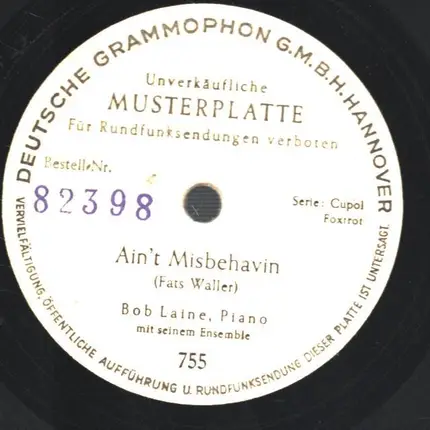 DEUTSCHE GRAMMOPHON G.M.B.H. HANNOVER
Unverkäufliche
MUSTERPLATTE
Für Rundfunksendungen verboten
Bestell-Nr.
82398
Serie: Cupol
Foxtrot
Ain't Misbehavin
(Fats Waller)
Bob Laine, Piano
mit seinem Ensemble
755
VERVIELFÄLTIGUNG, ÖFFENTLICHE AUFFÜHRUNG U. RUNDFUNKSENDUNG DIESER PLATTE IST UNTERSAGT.